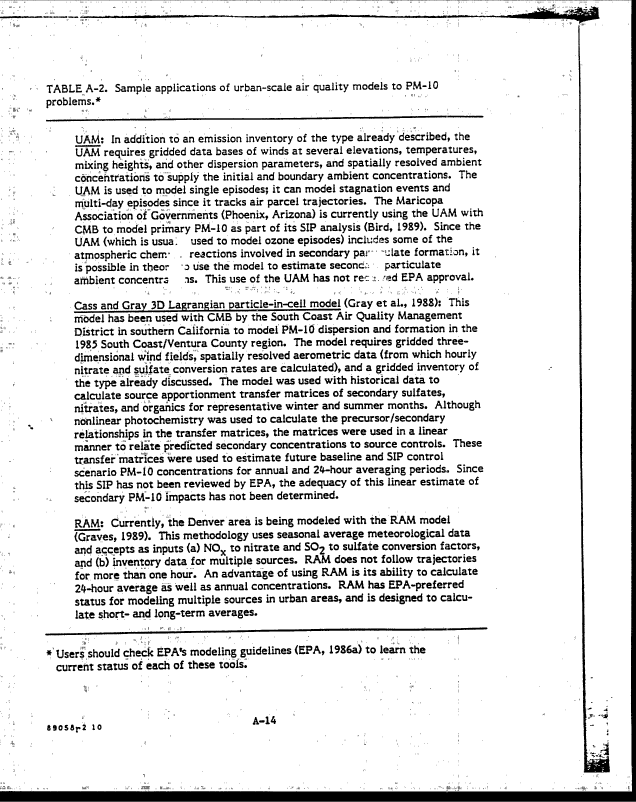 TABLE A-2. Sample applications of urban-scale air quality models to PM-10
problems.*
UAM: In addition to an emission inventory of the type already described, the
UAM requires gridded data bases of winds at several elevations, temperatures,
mixing heights, and other dispersion parameters, and spatially resolved ambient
concentrations to supply the initial and boundary ambient concentrations. The
UAM is used to model single episodes; it can model stagnation events and
multi-day episodes since it tracks air parcel trajectories. The Maricopa
Association of Governments (Phoenix, Arizona) is currently using the UAM with
CMB to model primary PM-10 as part of its SIP analysis (Bird, 1989). Since the
UAM (which is used to model ozone episodes) includes some of the
atmospheric reactions involved in secondary formation, it
is possible in use the model to estimate particulate
ambient This use of the UAM has not EPA approval.
Cass and Gray 3D Lagrangian particle-in-cell model (Gray et al., 1988): This
model has been used with CMB by the South Coast Air Quality Management
District in southern California to model PM-10 dispersion and formation in the
1985 South Coast/Ventura County region. The model requires gridded three-
dimensional wind fields, spatially resolved aerometric data (from which hourly
nitrate and sulfate conversion rates are calculated), and a gridded inventory of
the type already discussed. The model was used with historical data to
calculate source apportionment transfer matrices of secondary sulfates,
nitrates, and organics for representative winter and summer months. Although
nonlinear photochemistry was used to calculate the precursor/secondary
relationships in the transfer matrices, the matrices were used in a linear
manner to relate predicted secondary concentrations to source controls. These
transfer matrices were used to estimate future baseline and SIP control
scenario PM-10 concentrations for annual and 24-hour averaging periods. Since
this SIP has not been reviewed by EPA, the adequacy of this linear estimate of
secondary PM-10 impacts has not been determined.
RAM: Currently, the Denver area is being modeled with the RAM model
(Graves, 1989). This methodology uses seasonal average meteorological data
and accepts as inputs (a) NOx to nitrate and SO2 to sulfate conversion factors,
and (b) inventory data for multiple sources. RAM does not follow trajectories
for more than one hour. An advantage of using RAM is its ability to calculate
24-hour average as well as annual concentrations. RAM has EPA-preferred
status for modeling multiple sources in urban areas, and is designed to calcu-
late short- and long-term averages.
* Users should check EPA's modeling guidelines (EPA, 1986a) to learn the
current status of each of these tools.
A-14
89058r2 10